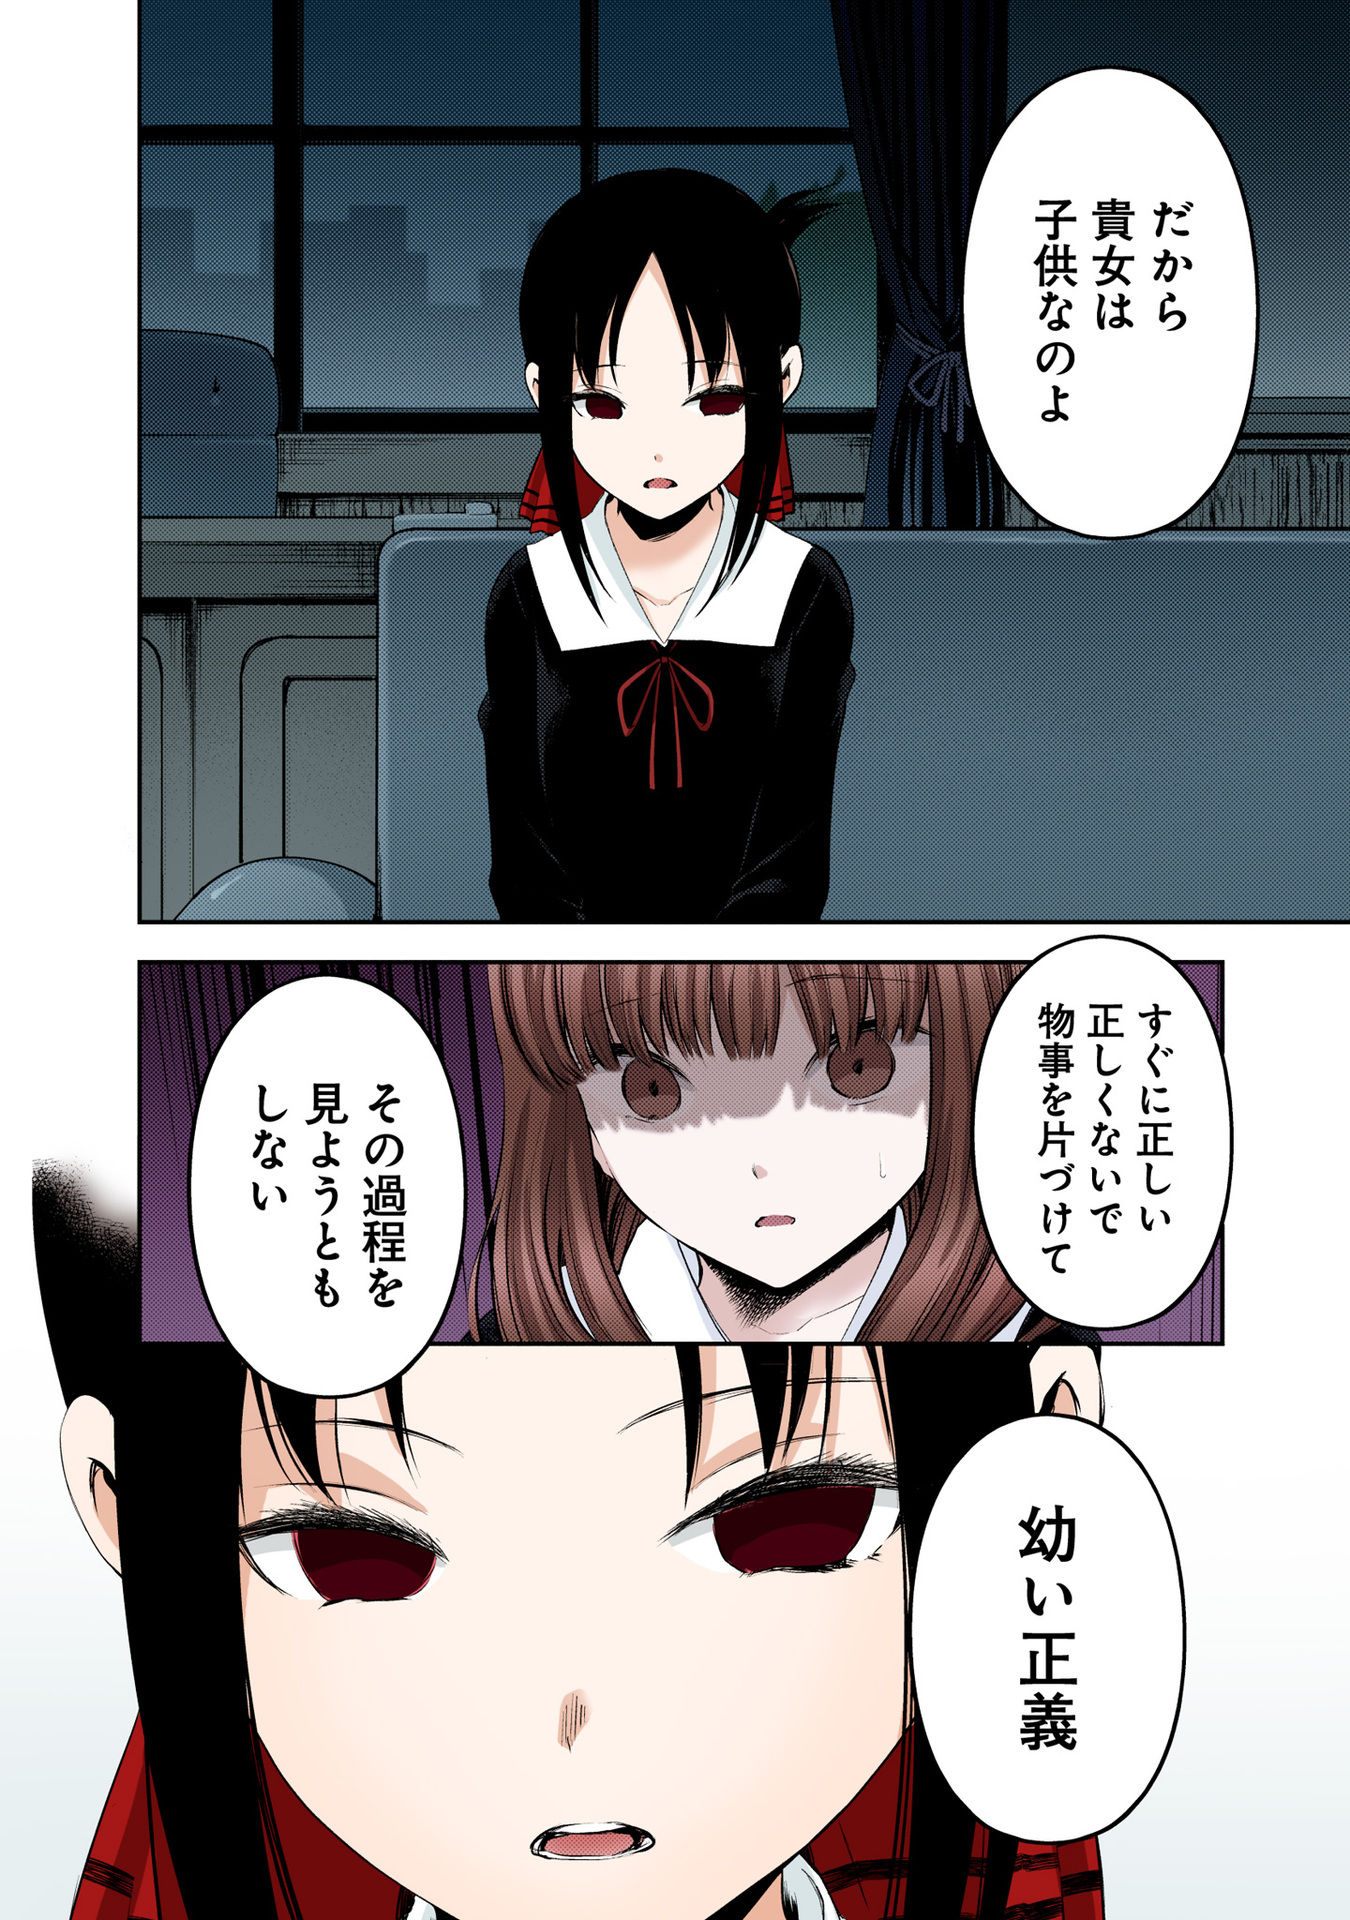 だから
貴女は
子供なのよ
すぐに正しい
正しくないで
物事を片づけて
その過程を
見ようとも
しない
幼い正義